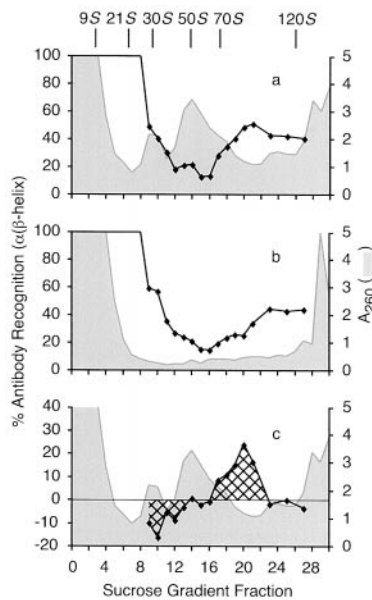 9S 21S 30S 50S 70S 120S
100 5
a
80 4
60 3
40 2
20 1
0 0
100 5
b
80 4
60 3
40 2
20 1
0 0
40 5
c
30 4
20 3
10
0 2
-10 1
-20 0
0 4 8 12 16 20 24 28
Sucrose Gradient Fraction
% Antibody Recognition (α(β-helix)
A260 ( )